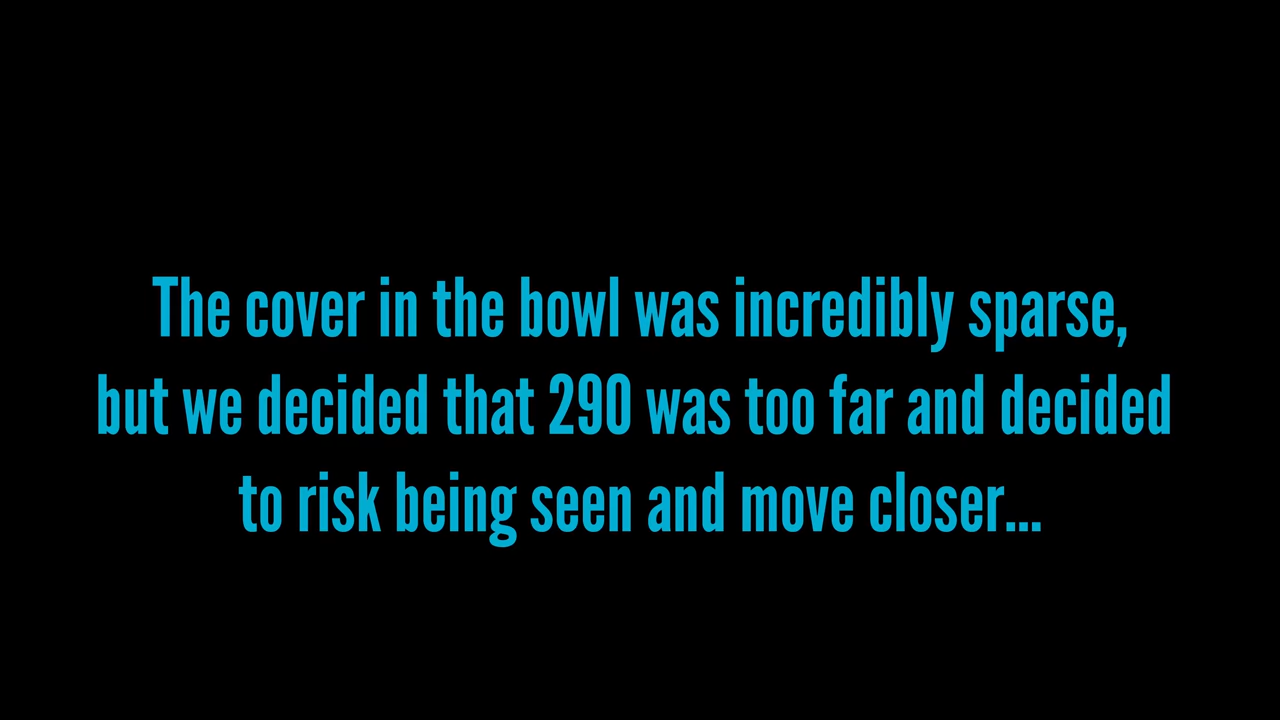 The cover in the bowl was incredibly sparse,
but we decided that 290 was too far and decided
to risk being seen and move closer...